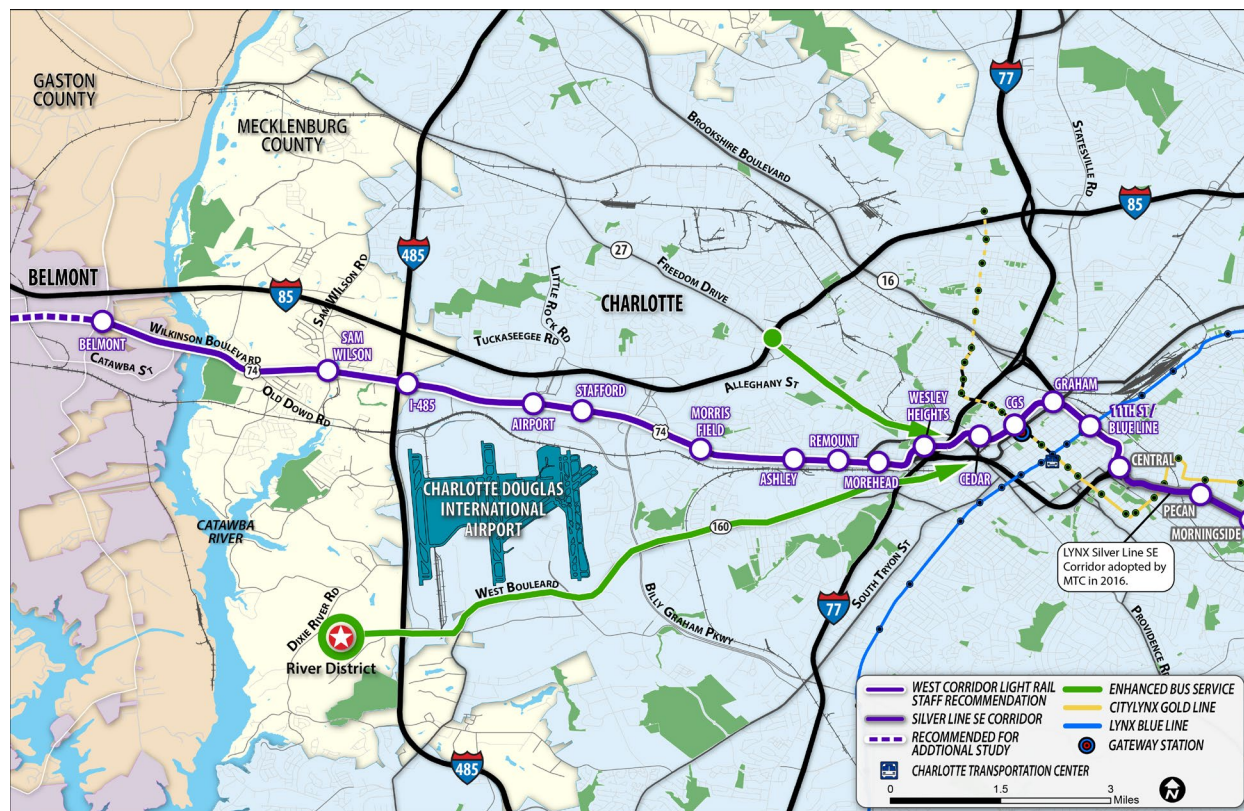 GASTON
COUNTY
MECKLENBURG
COUNTY
77
BROOKSHIRE BOULEVARD
STATESVILLE RD
85
485
27
FREEDOM DRIVE
16
BELMONT
85
SAM WILSON RD
LITTLE ROCK RD
CHARLOTTE
TUCKASEEGEE RD
BELMONT
WILKINSON BOULEVARD
CATAWBA ST
74
SAM
WILSON
OLD DOWD RD
I-485
AIRPORT
STAFFORD
74
MORRIS
FIELD
ALLEGHANY ST
ASHLEY
REMOUNT
MOREHEAD
WESLEY
HEIGHTS
CEDAR
CGS
GRAHAM
11TH ST /
BLUE LINE
CENTRAL
PECAN
MORNINGSIDE
CHARLOTTE DOUGLAS
INTERNATIONAL
AIRPORT
CATAWBA
RIVER
160
WEST BOULEARD
BILLY GRAHAM PKWY
SOUTH TRYON ST
77
LYNX Silver Line SE
Corridor adopted by
MTC in 2016.
PROVIDENCE RD
DIXIE RIVER RD
River District
485
WEST CORRIDOR LIGHT RAIL
STAFF RECOMMENDATION
SILVER LINE SE CORRIDOR
RECOMMENDED FOR
ADDTIONAL STUDY
CHARLOTTE TRANSPORTATION CENTER
ENHANCED BUS SERVICE
CITYLYNX GOLD LINE
LYNX BLUE LINE
GATEWAY STATION
0 1.5 3
Miles
N